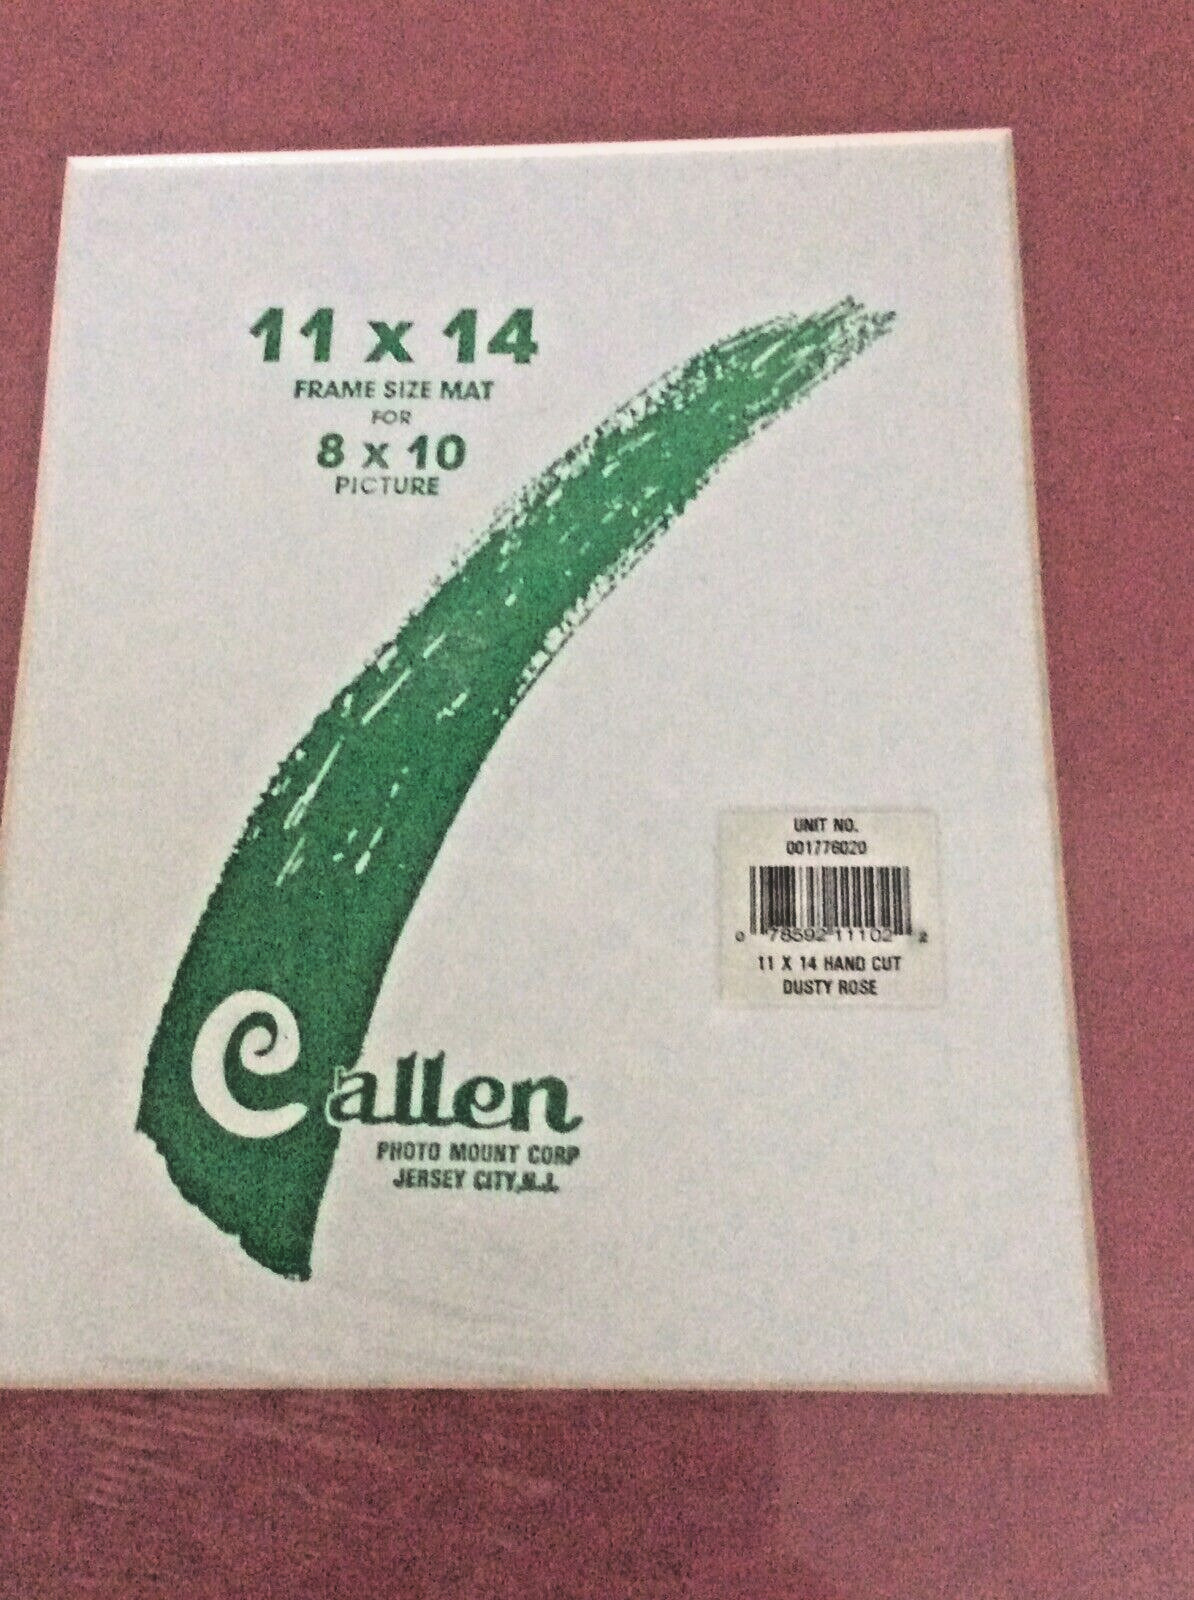 11 x 14
FRAME SIZE MAT
FOR
8 x 10
PICTURE
UNIT NO.
001776020
0 78592 11102 2
11 X 14 HAND CUT
DUSTY ROSE
Callen
PHOTO MOUNT CORP
JERSEY CITY, N.J.